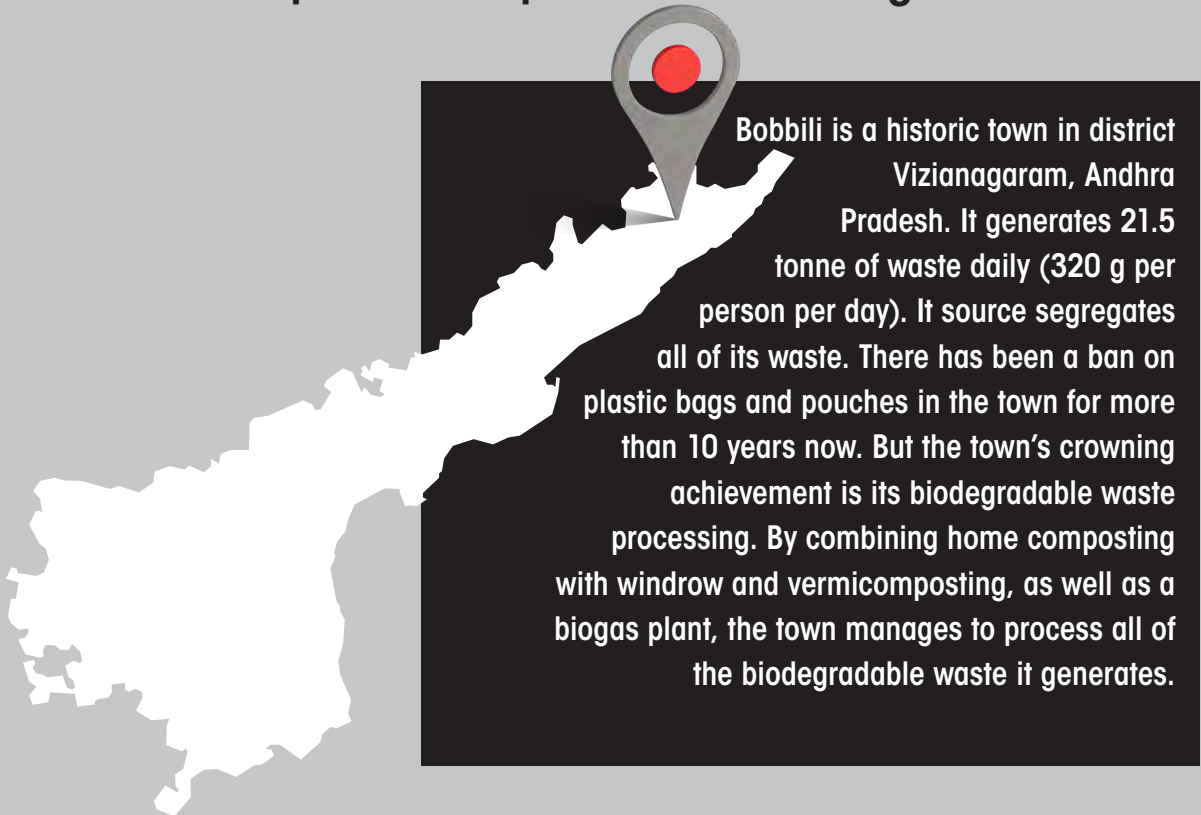 Bobbili is a historic town in district
Vizianagaram, Andhra
Pradesh. It generates 21.5
tonne of waste daily (320 g per
person per day). It source segregates
all of its waste. There has been a ban on
plastic bags and pouches in the town for more
than 10 years now. But the town’s crowning
achievement is its biodegradable waste
processing. By combining home composting
with windrow and vermicomposting, as well as a
biogas plant, the town manages to process all of
the biodegradable waste it generates.